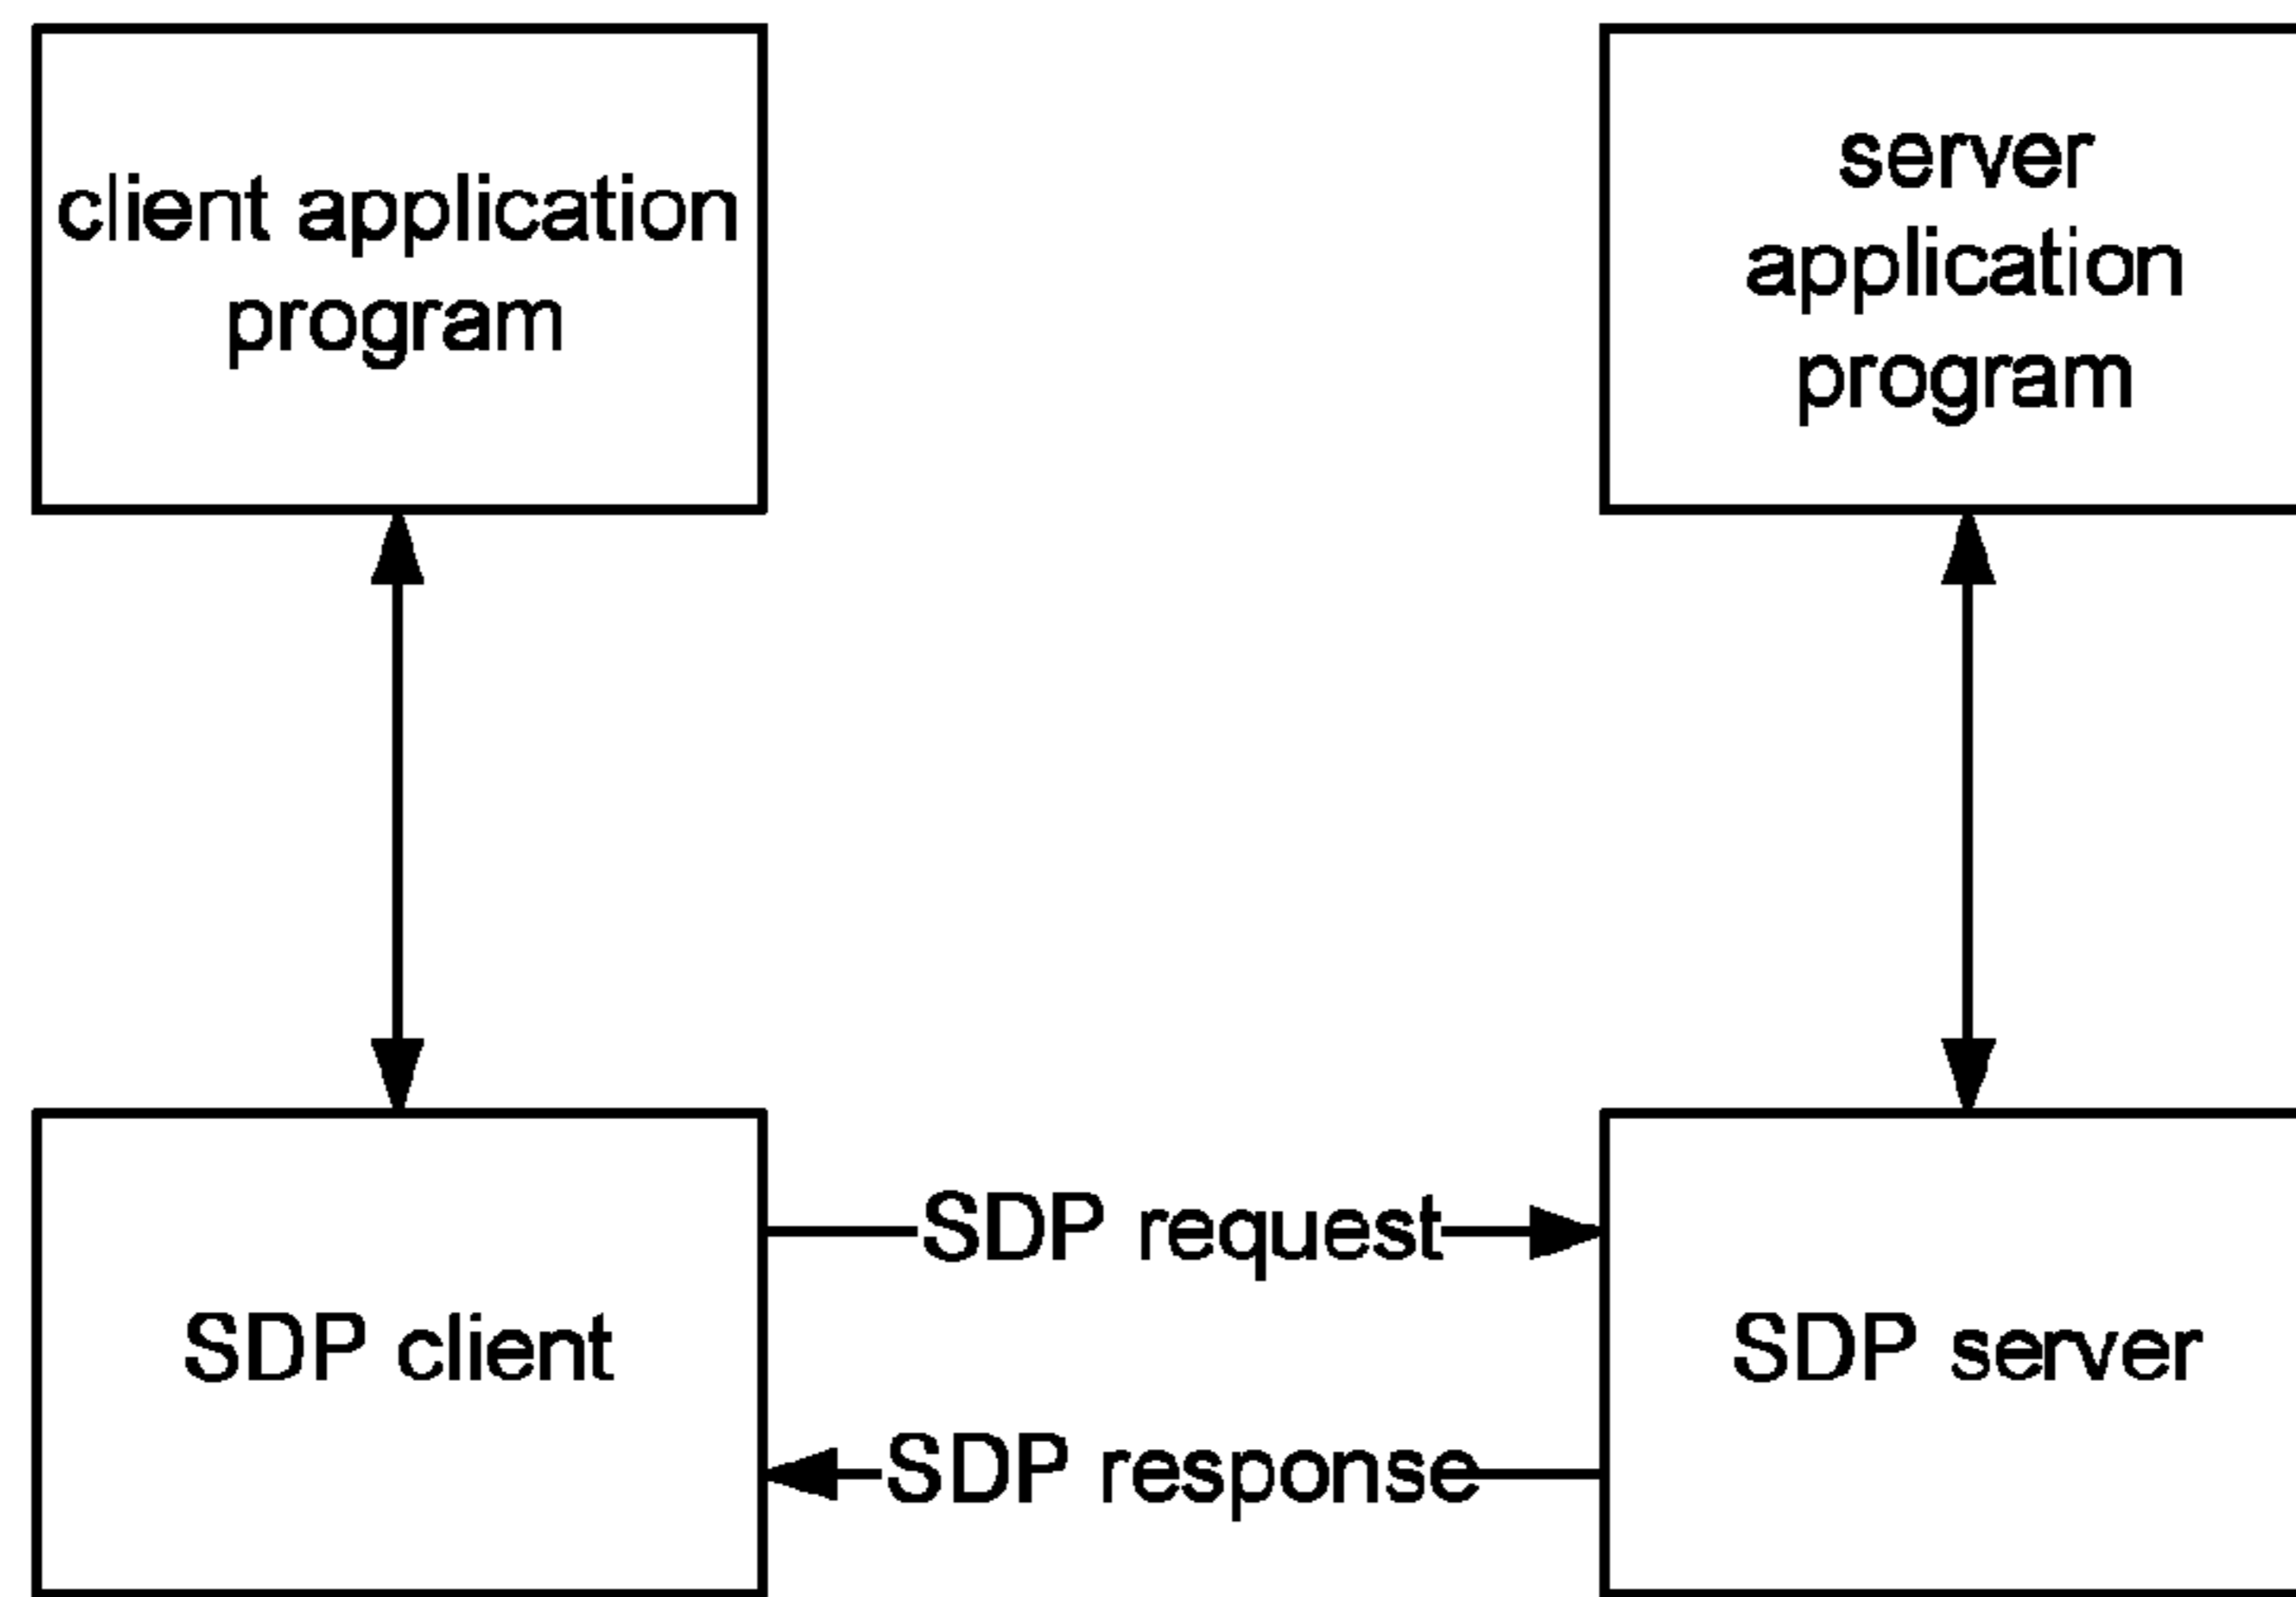 client application
program
server
application
program
SDP request
SDP client
SDP server
SDP response